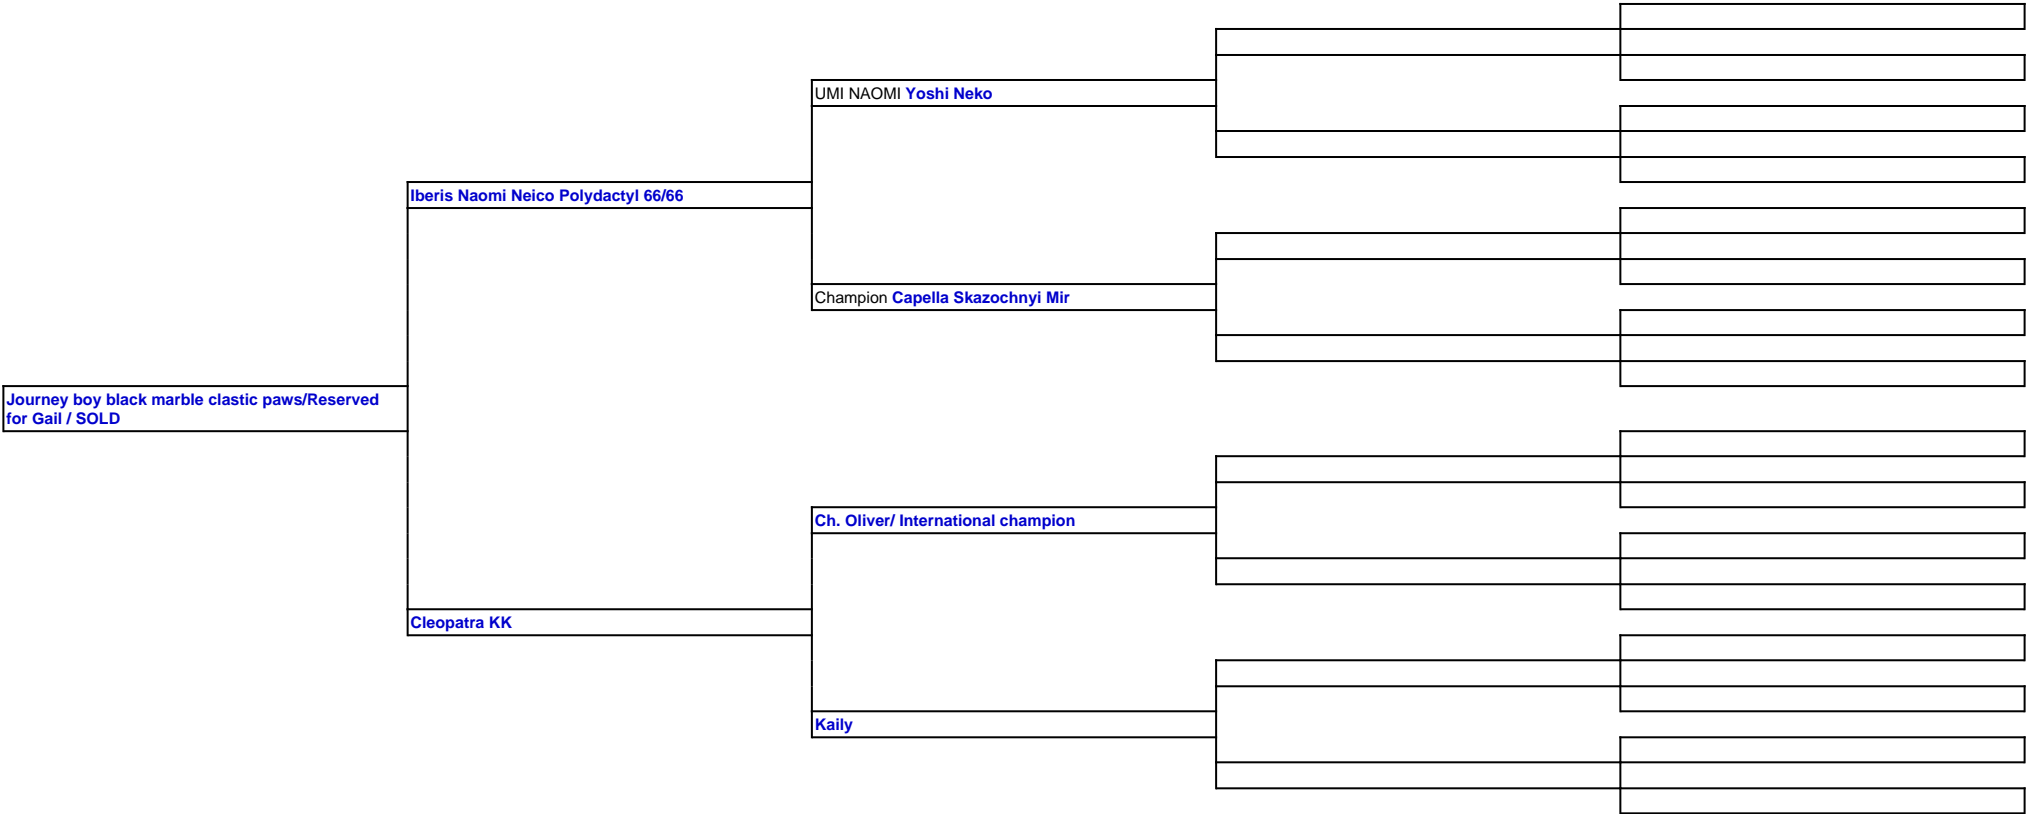 UMI NAOMI Yoshi Neko
Iberis Naomi Neico Polydactyl 66/66
Champion Capella Skazochnyi Mir
Journey boy black marble clastic paws/Reserved
for Gail / SOLD
Ch. Oliver/ International champion
Cleopatra KK
Kaily